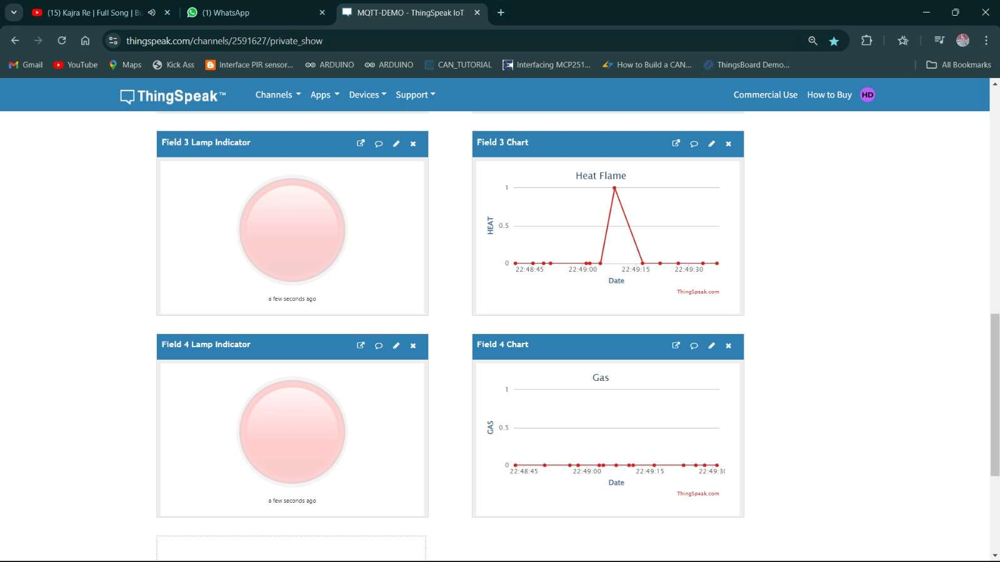 (15) Kajra Re | Full Song | Bu
(1) WhatsApp
MQTT-DEMO - ThingSpeak IoT
thingspeak.com/channels/2591627/private_show
Gmail
YouTube
Maps
Kick Ass
Interface PIR sensor...
ARDUINO
ARDUINO
CAN_TUTORIAL
Interfacing MCP251...
How to Build a CAN...
ThingsBoard Demo...
All Bookmarks
ThingSpeak™
Channels
Apps
Devices
Support
Commercial Use
How to Buy
HD
Field 3 Lamp Indicator
a few seconds ago
Field 3 Chart
Heat Flame
HEAT
1
0.5
0
22:48:45
22:49:00
22:49:15
22:49:30
Date
ThingSpeak.com
Field 4 Lamp Indicator
a few seconds ago
Field 4 Chart
Gas
GAS
1
0.5
0
22:48:45
22:49:00
22:49:15
22:49:3
Date
ThingSpeak.com